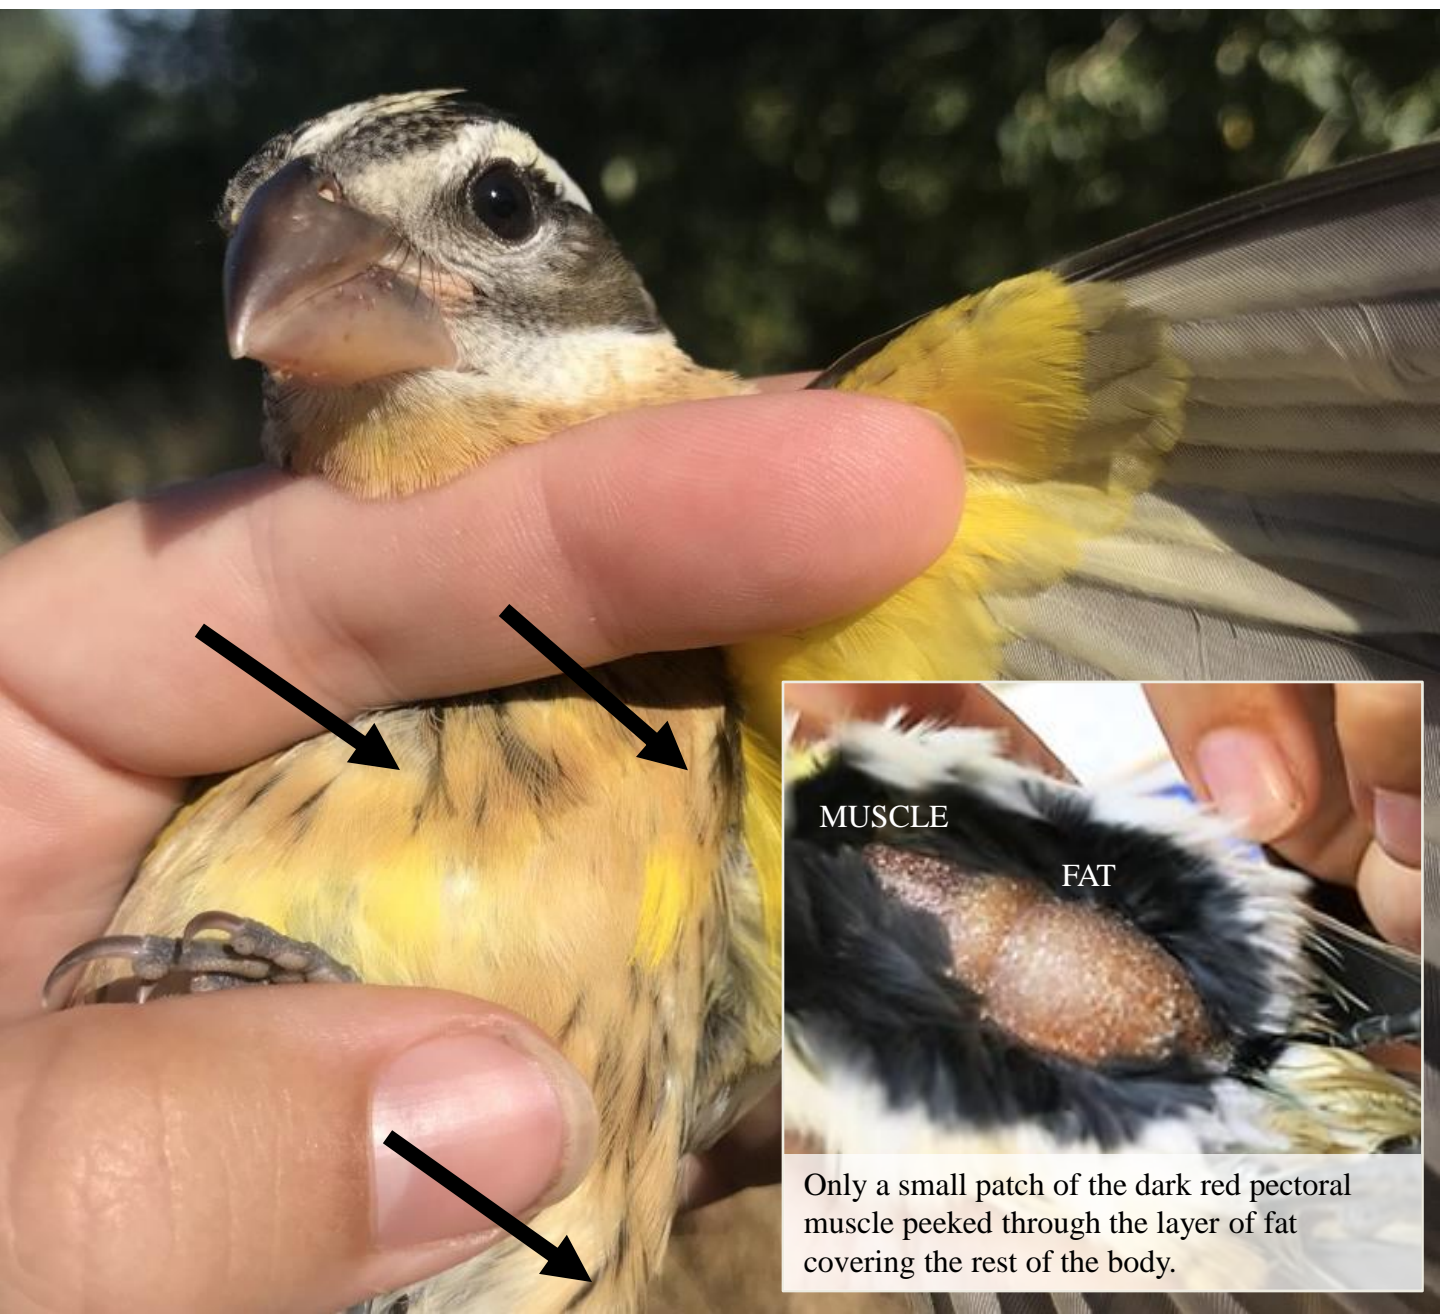 MUSCLE
FAT
Only a small patch of the dark red pectoral
muscle peeked through the layer of fat
covering the rest of the body.